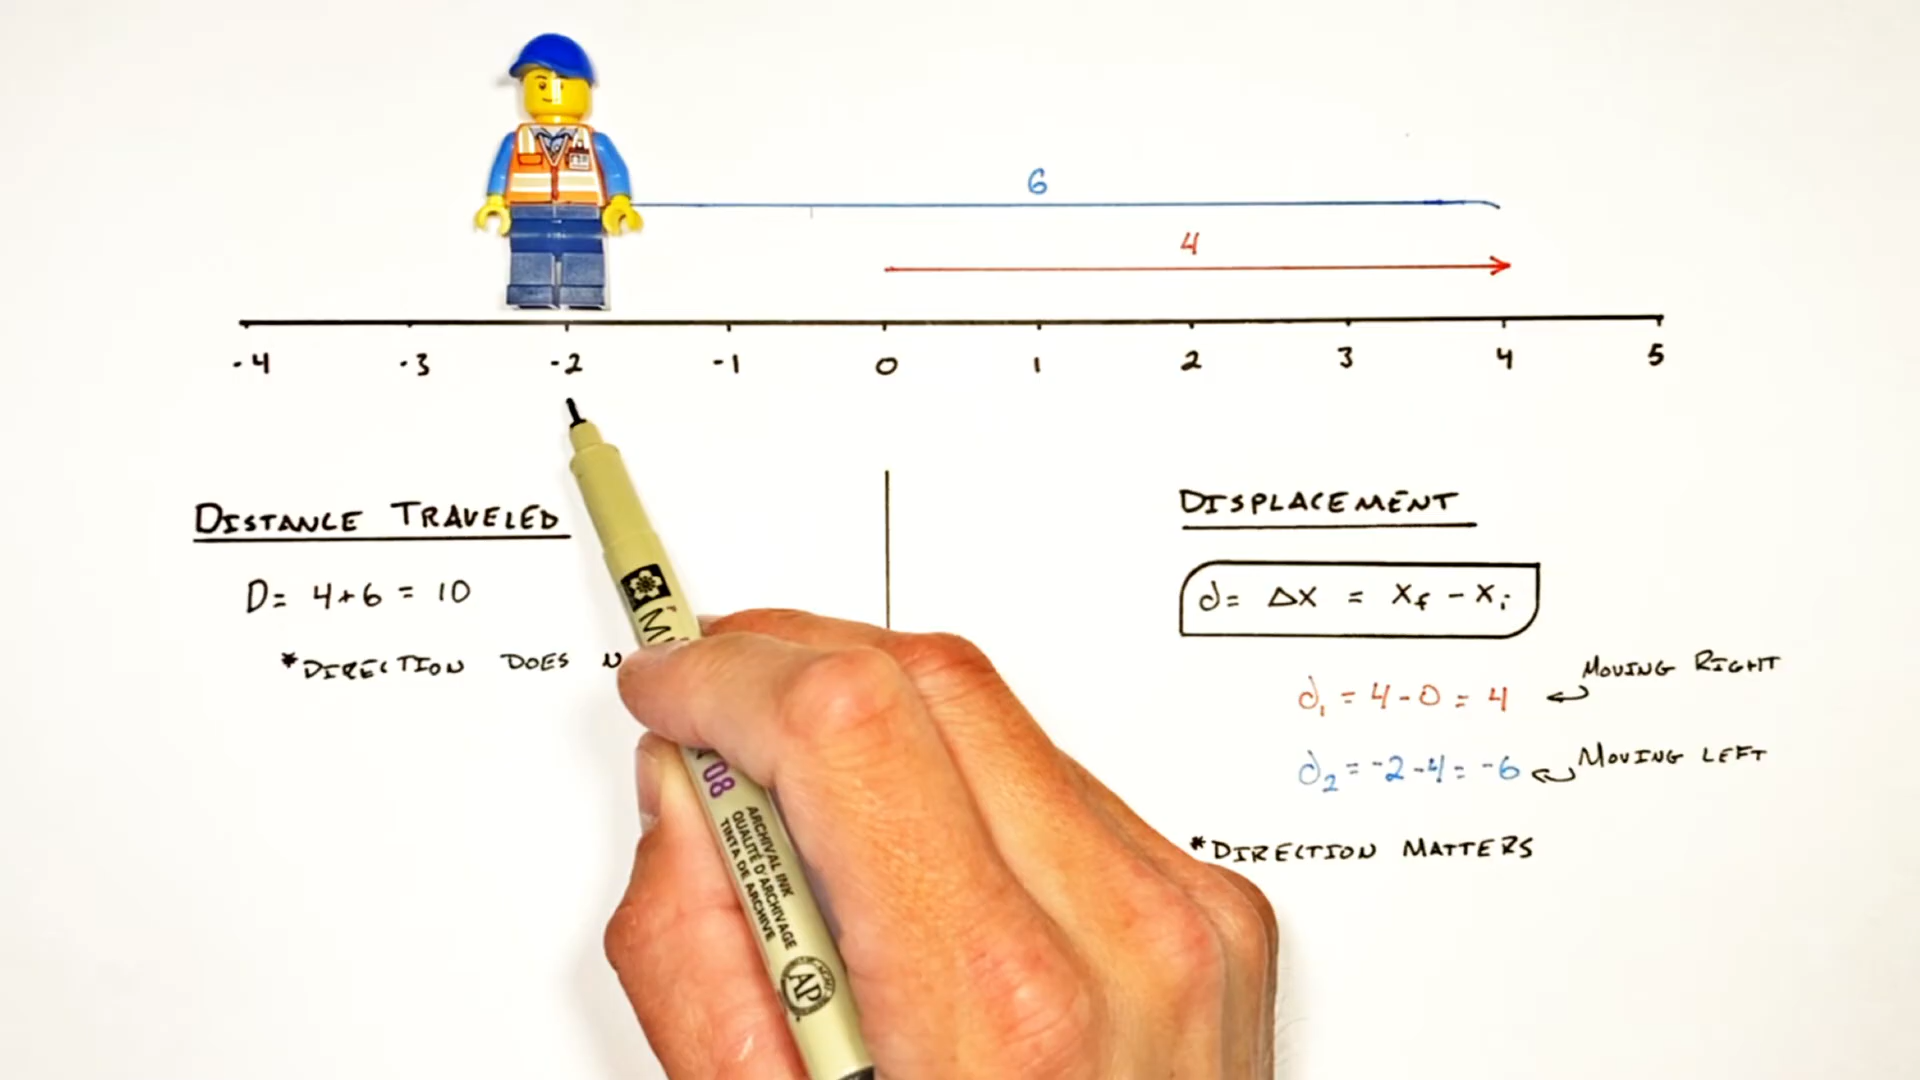 6
4
-4 -3 -2 -1 0 1 2 3 4 5
DISTANCE TRAVELED
D= 4+6 = 10
*DIRECTION DOES
DISPLACEMENT
d= Δx = xf - xi
d1 = 4-0 = 4
MOVING RIGHT
d2 = -2-4= -6
MOVING LEFT
*DIRECTION MATTERS
08
ARCHIVAL INK
QUALITÉ D'ARCHIVAGE
TINTA DE ARCHIVE
AP